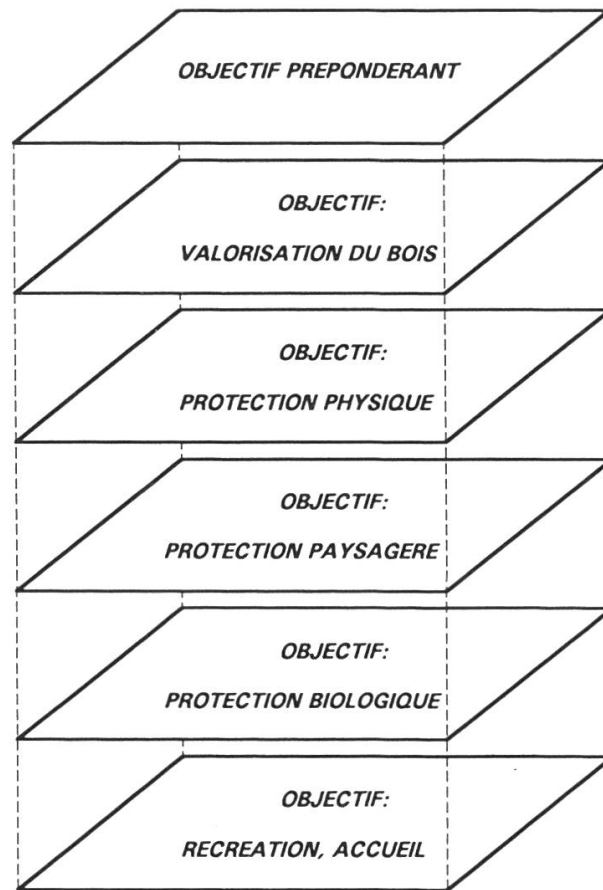 OBJECTIF PREPONDERANT
OBJECTIF:
VALORISATION DU BOIS
OBJECTIF:
PROTECTION PHYSIQUE
OBJECTIF:
PROTECTION PAYSAGERE
OBJECTIF:
PROTECTION BIOLOGIQUE
OBJECTIF:
RECREATION, ACCUEIL